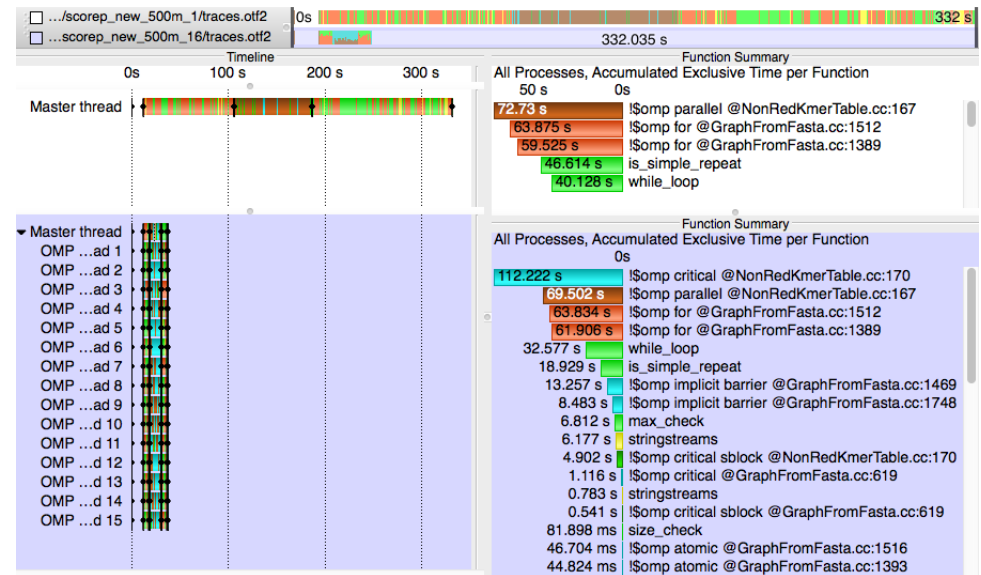 .../scorep_new_500m_1/traces.otf2
0s
332 s
...scorep_new_500m_16/traces.otf2
332.035 s
Timeline
0s 100 s 200 s 300 s
Master thread
Function Summary
All Processes, Accumulated Exclusive Time per Function
50 s 0s
72.73 s !$omp parallel @NonRedKmerTable.cc:167
63.875 s !$omp for @GraphFromFasta.cc:1512
59.525 s !$omp for @GraphFromFasta.cc:1389
46.614 s is_simple_repeat
40.128 s while_loop
Master thread
OMP ...ad 1
OMP ...ad 2
OMP ...ad 3
OMP ...ad 4
OMP ...ad 5
OMP ...ad 6
OMP ...ad 7
OMP ...ad 8
OMP ...ad 9
OMP ...d 10
OMP ...d 11
OMP ...d 12
OMP ...d 13
OMP ...d 14
OMP ...d 15
Function Summary
All Processes, Accumulated Exclusive Time per Function
0s
112.222 s !$omp critical @NonRedKmerTable.cc:170
69.502 s !$omp parallel @NonRedKmerTable.cc:167
63.834 s !$omp for @GraphFromFasta.cc:1512
61.906 s !$omp for @GraphFromFasta.cc:1389
32.577 s while_loop
18.929 s is_simple_repeat
13.257 s !$omp implicit barrier @GraphFromFasta.cc:1469
8.483 s !$omp implicit barrier @GraphFromFasta.cc:1748
6.812 s max_check
6.177 s stringstreams
4.902 s !$omp critical sblock @NonRedKmerTable.cc:170
1.116 s !$omp critical @GraphFromFasta.cc:619
0.783 s stringstreams
0.541 s !$omp critical sblock @GraphFromFasta.cc:619
81.898 ms size_check
46.704 ms !$omp atomic @GraphFromFasta.cc:1516
44.824 ms !$omp atomic @GraphFromFasta.cc:1393